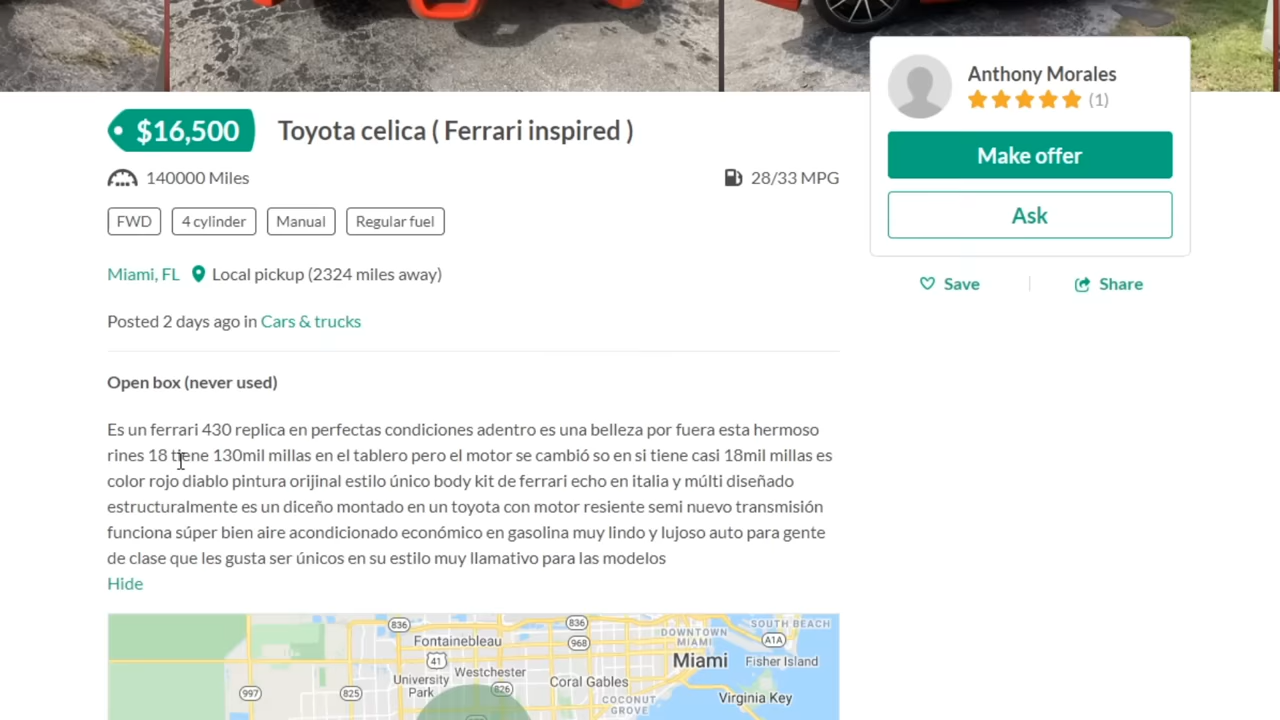 Anthony Morales
(1)
$16,500 Toyota celica ( Ferrari inspired )
Make offer
140000 Miles 28/33 MPG
FWD 4 cylinder Manual Regular fuel
Ask
Miami, FL Local pickup (2324 miles away)
Save Share
Posted 2 days ago in Cars & trucks
Open box (never used)
Es un ferrari 430 replica en perfectas condiciones adentro es una belleza por fuera esta hermoso
rines 18 tiene 130mil millas en el tablero pero el motor se cambió so en si tiene casi 18mil millas es
color rojo diablo pintura orijinal estilo único body kit de ferrari echo en italia y múlti diseñado
estructuralmente es un diceño montado en un toyota con motor resiente semi nuevo transmisión
funciona súper bien aire acondicionado económico en gasolina muy lindo y lujoso auto para gente
de clase que les gusta ser únicos en su estilo muy llamativo para las modelos
Hide
836
836
SOUTH BEACH
Fontainebleau
968
DOWNTOWN
MIAMI
A1A
41
Miami
Fisher Island
Westchester
University
Park
826
Coral Gables
997
825
COCONUT
GROVE
Virginia Key